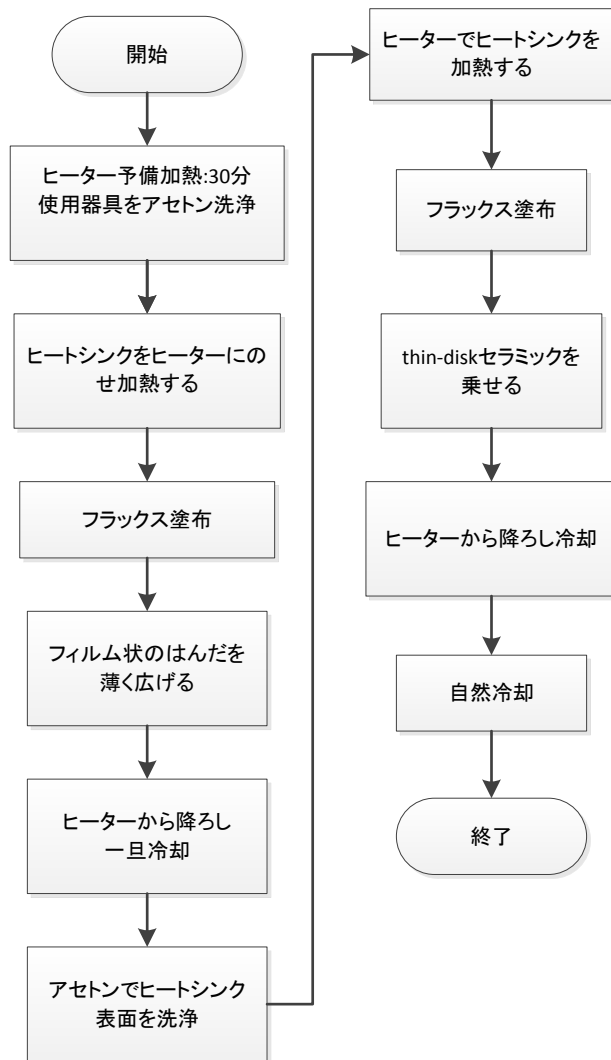 開始
ヒーター予備加熱:30分
使用器具をアセトン洗浄
ヒートシンクをヒーターにの
せ加熱する
フラックス塗布
フィルム状のはんだを
薄く広げる
ヒーターから降ろし
一旦冷却
アセトンでヒートシンク
表面を洗浄
ヒーターでヒートシンクを
加熱する
フラックス塗布
thin-diskセラミックを
乗せる
ヒーターから降ろし冷却
自然冷却
終了